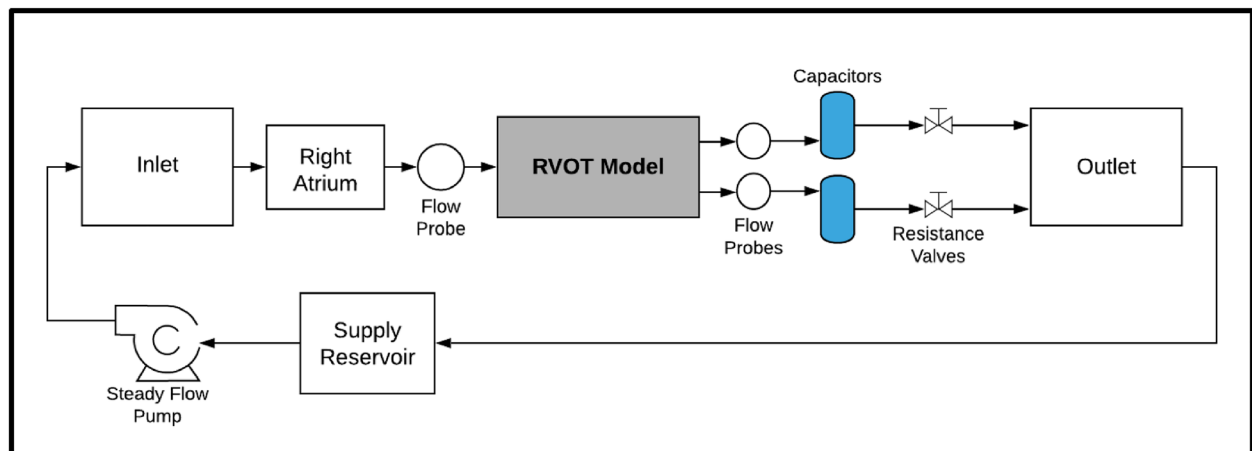 Capacitors
Inlet
Right
Atrium
Flow
Probe
RVOT Model
Flow
Probes
Resistance
Valves
Outlet
Supply
Reservoir
Steady Flow
Pump